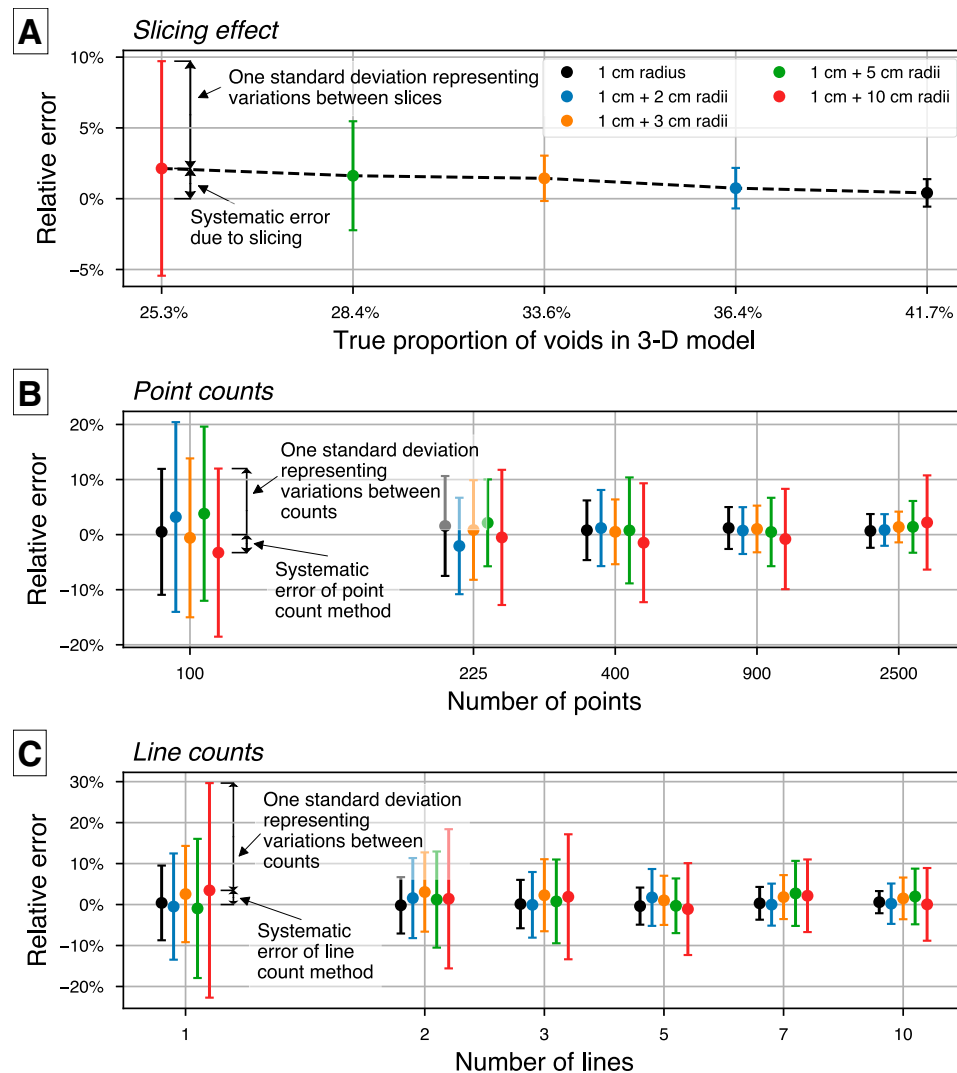 A
Slicing effect
10%
5%
0%
−5%
Relative error
One standard deviation representing
variations between slices
Systematic error
due to slicing
1 cm radius
1 cm + 2 cm radii
1 cm + 3 cm radii
1 cm + 5 cm radii
1 cm + 10 cm radii
25.3%
28.4%
33.6%
36.4%
41.7%
True proportion of voids in 3-D model
B
Point counts
20%
10%
0%
−10%
−20%
Relative error
One standard deviation
representing
variations between
counts
Systematic
error of point
count method
100
225
400
900
2500
Number of points
C
Line counts
30%
20%
10%
0%
−10%
−20%
Relative error
One standard deviation
representing
variations between
counts
Systematic
error of line
count method
1
2
3
5
7
10
Number of lines